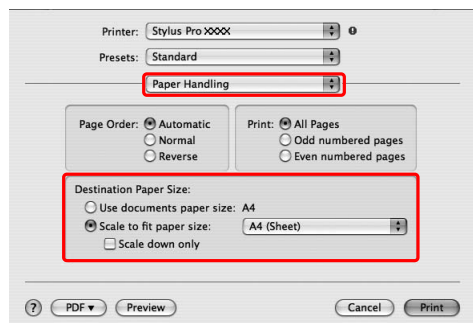 Printer: Stylus Pro XXXX
Presets: Standard
Paper Handling
Page Order: Automatic
Normal
Reverse
Print: All Pages
Odd numbered pages
Even numbered pages
Destination Paper Size:
Use documents paper size: A4
Scale to fit paper size: A4 (Sheet)
Scale down only
? PDF▼ Preview Cancel Print